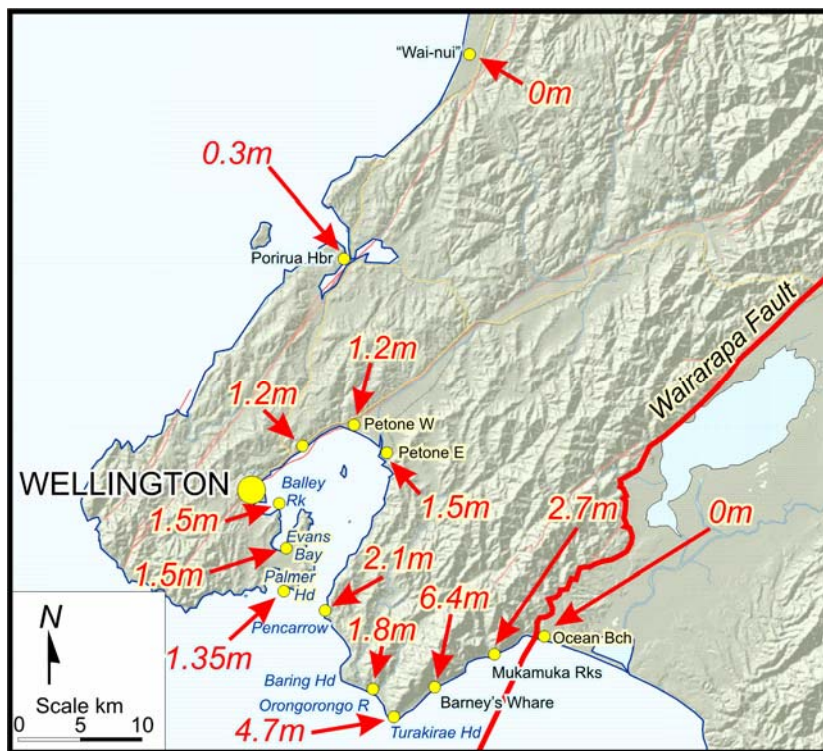 "Wai-nui"
0m
0.3m
Porirua Hbr
Wairarapa Fault
1.2m
1.2m
Petone W
Petone E
WELLINGTON
Balley
Rk
1.5m
1.5m
2.7m
0m
Evans
Bay
1.5m
2.1m
Palmer
Hd
6.4m
Pencarrow
1.8m
Ocean Bch
1.35m
Mukamuka Rks
Baring Hd
Barney's Whare
Orongorongo R
4.7m
Turakirae Hd
N
Scale km
0 5 10